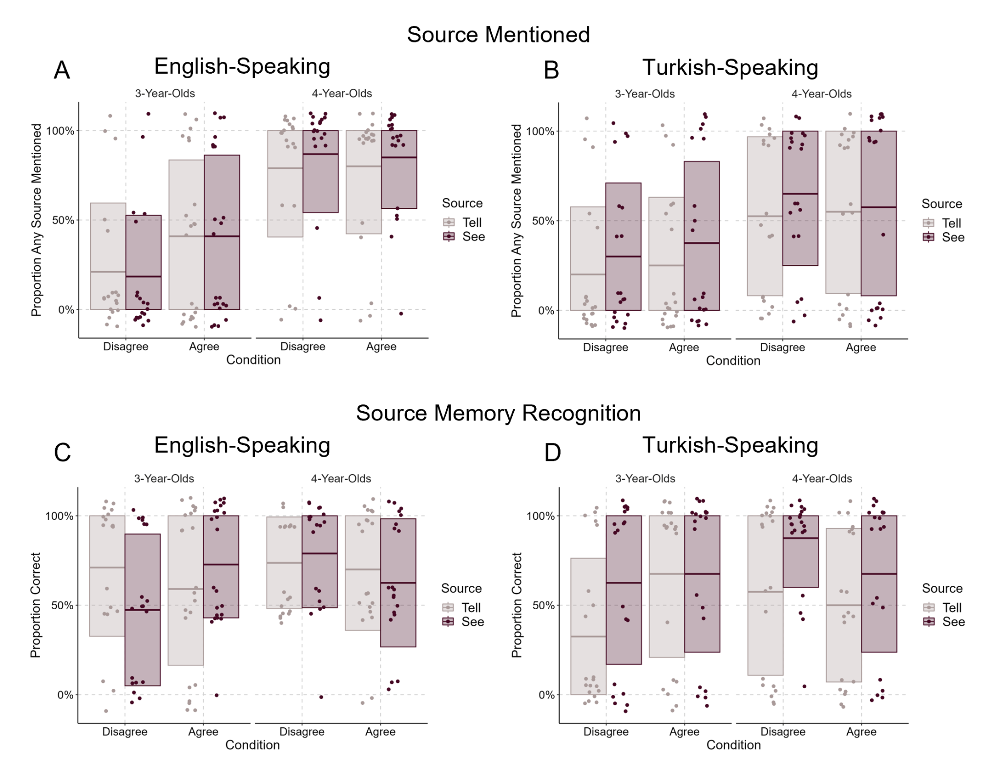 Source Mentioned
A
English-Speaking
3-Year-Olds
4-Year-Olds
Proportion Any Source Mentioned
100%
50%
0%
Disagree
Agree
Disagree
Agree
Condition
Source
Tell
See
B
Turkish-Speaking
3-Year-Olds
4-Year-Olds
Proportion Any Source Mentioned
100%
50%
0%
Disagree
Agree
Disagree
Agree
Condition
Source
Tell
See
Source Memory Recognition
C
English-Speaking
3-Year-Olds
4-Year-Olds
Proportion Correct
100%
50%
0%
Disagree
Agree
Disagree
Agree
Condition
Source
Tell
See
D
Turkish-Speaking
3-Year-Olds
4-Year-Olds
Proportion Correct
100%
50%
0%
Disagree
Agree
Disagree
Agree
Condition
Source
Tell
See